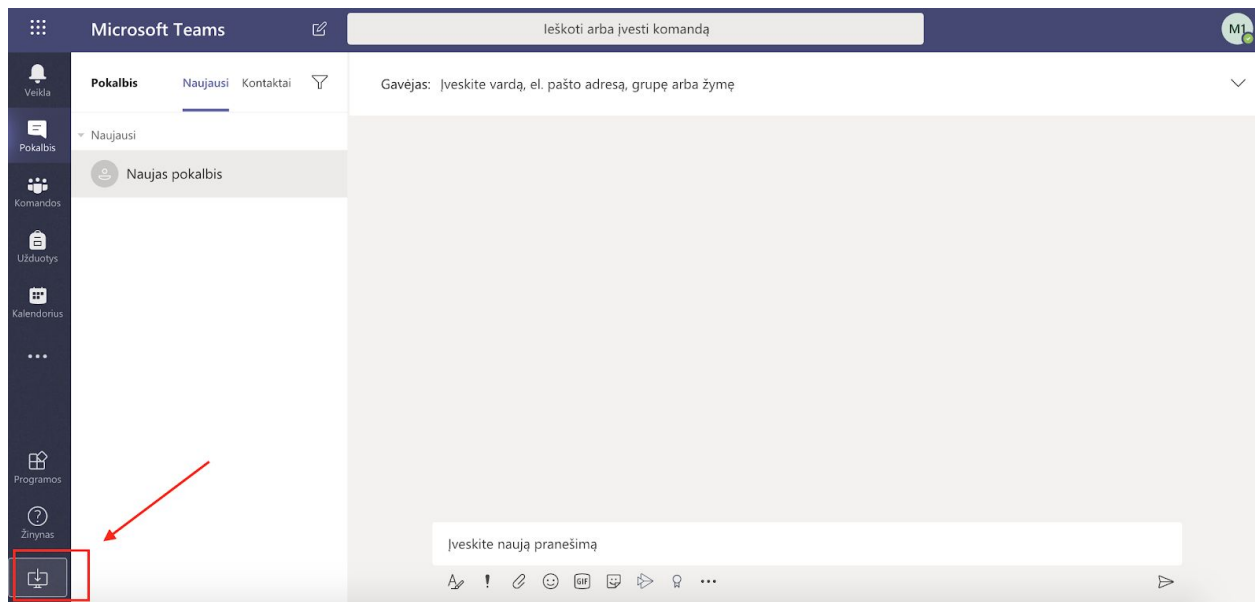 Microsoft Teams
Ieškoti arba įvesti komandą
M1
Veikla
Pokalbis
Komandos
Užduotys
Kalendorius
Programos
Žinynas
Pokalbis Naujausi Kontaktai
Naujausi
Naujas pokalbis
Gavėjas: Įveskite vardą, el. pašto adresą, grupę arba žymę
Įveskite naują pranešimą
GIF